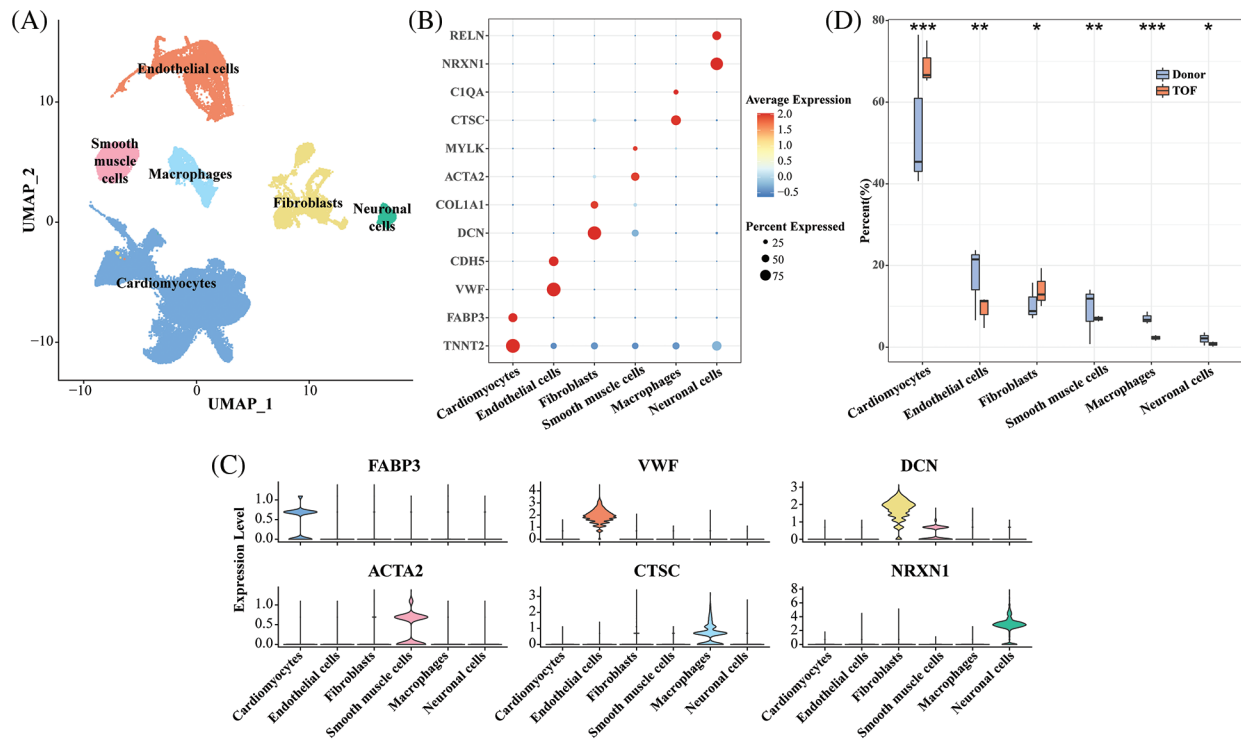 (A)
Endothelial cells
Smooth
muscle
cells
Macrophages
Fibroblasts
Neuronal
cells
Cardiomyocytes
10
0
−10
UMAP_2
−10
0
10
UMAP_1
(B)
RELN
NRXN1
C1QA
CTSC
MYLK
ACTA2
COL1A1
DCN
CDH5
VWF
FABP3
TNNT2
Cardiomyocytes
Endothelial cells
Fibroblasts
Smooth muscle cells
Macrophages
Neuronal cells
Average Expression
2.0
1.5
1.0
0.5
0.0
−0.5
Percent Expressed
25
50
75
(D)
80
60
40
20
0
Percent(%)
*** ** * ** *** *
Donor
TOF
Cardiomyocytes
Endothelial cells
Fibroblasts
Smooth muscle cells
Macrophages
Neuronal cells
(C)
Expression Level
FABP3
1.0
0.5
0.0
VWF
4
3
2
1
0
DCN
3
2
1
0
ACTA2
1.0
0.5
0.0
Cardiomyocytes
Endothelial cells
Fibroblasts
Smooth muscle cells
Macrophages
Neuronal cells
CTSC
3
2
1
0
Cardiomyocytes
Endothelial cells
Fibroblasts
Smooth muscle cells
Macrophages
Neuronal cells
NRXN1
8
6
4
2
0
Cardiomyocytes
Endothelial cells
Fibroblasts
Smooth muscle cells
Macrophages
Neuronal cells